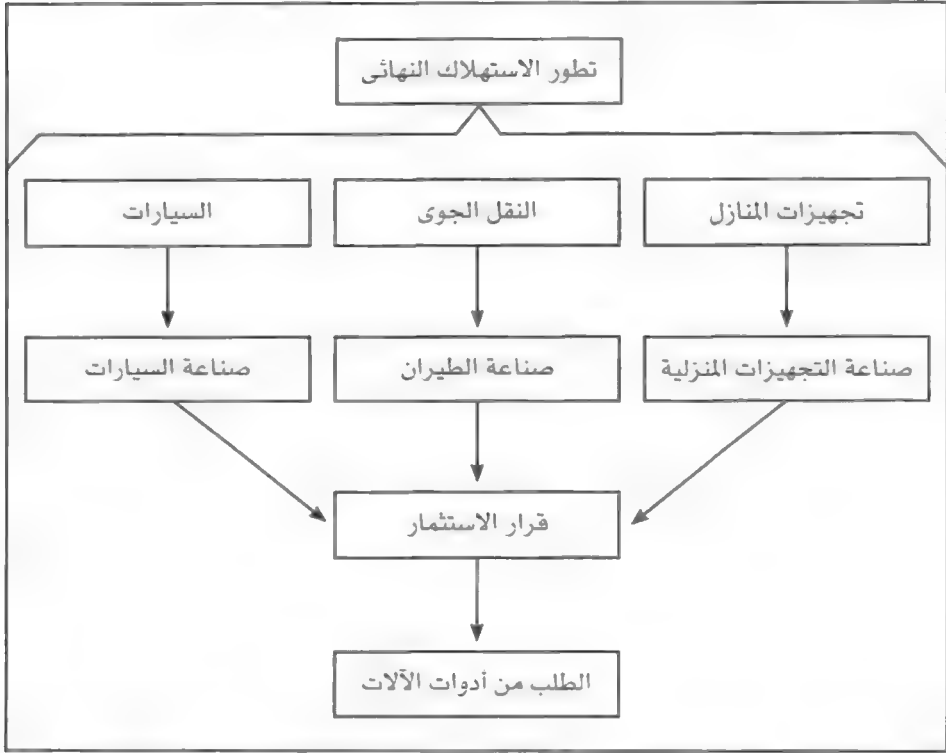 تطور الاستهلاك النهائى
تجهيزات المنازل
النقل الجوى
السيارات
صناعة التجهيزات المنزلية
صناعة الطيران
صناعة السيارات
قرار الاستثمار
الطلب من أدوات الآلات